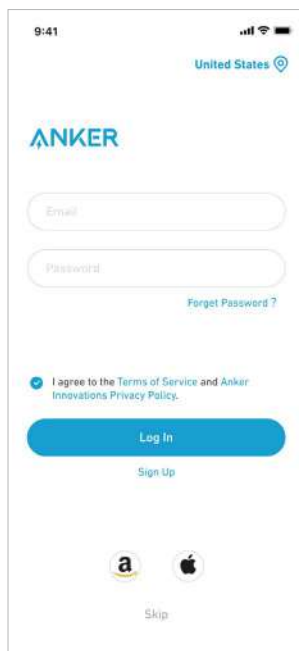 9:41
United States
ANKER
Email
Password
Forget Password ?
I agree to the Terms of Service and Anker
Innovations Privacy Policy.
Log In
Sign Up
a
Skip